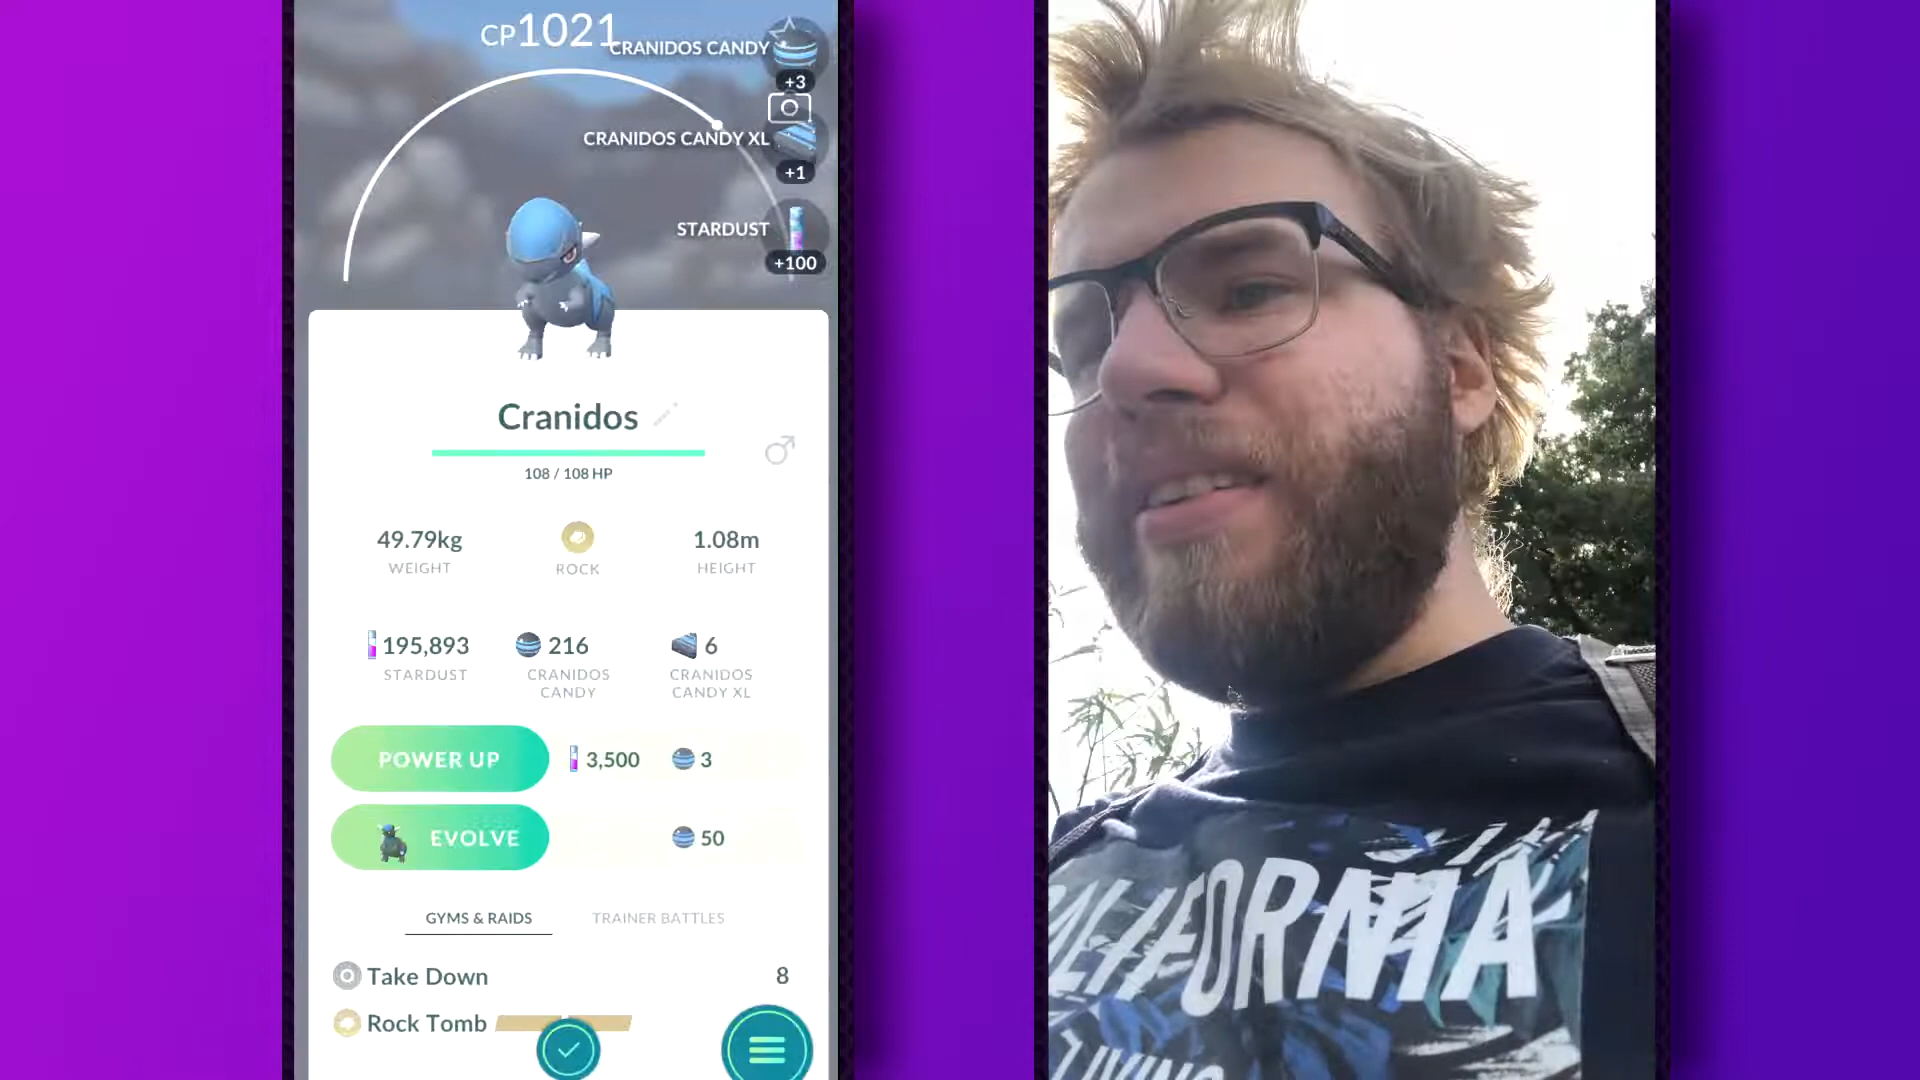 CP1021
CRANIDOS CANDY
+3
CRANIDOS CANDY XL
+1
STARDUST
+100
Cranidos
108 / 108 HP
49.79kg
WEIGHT
ROCK
1.08m
HEIGHT
195,893
STARDUST
216
CRANIDOS
CANDY
6
CRANIDOS
CANDY XL
POWER UP
3,500
3
EVOLVE
50
GYMS & RAIDS
TRAINER BATTLES
Take Down
8
Rock Tomb
CALIFORNIA
LIVING